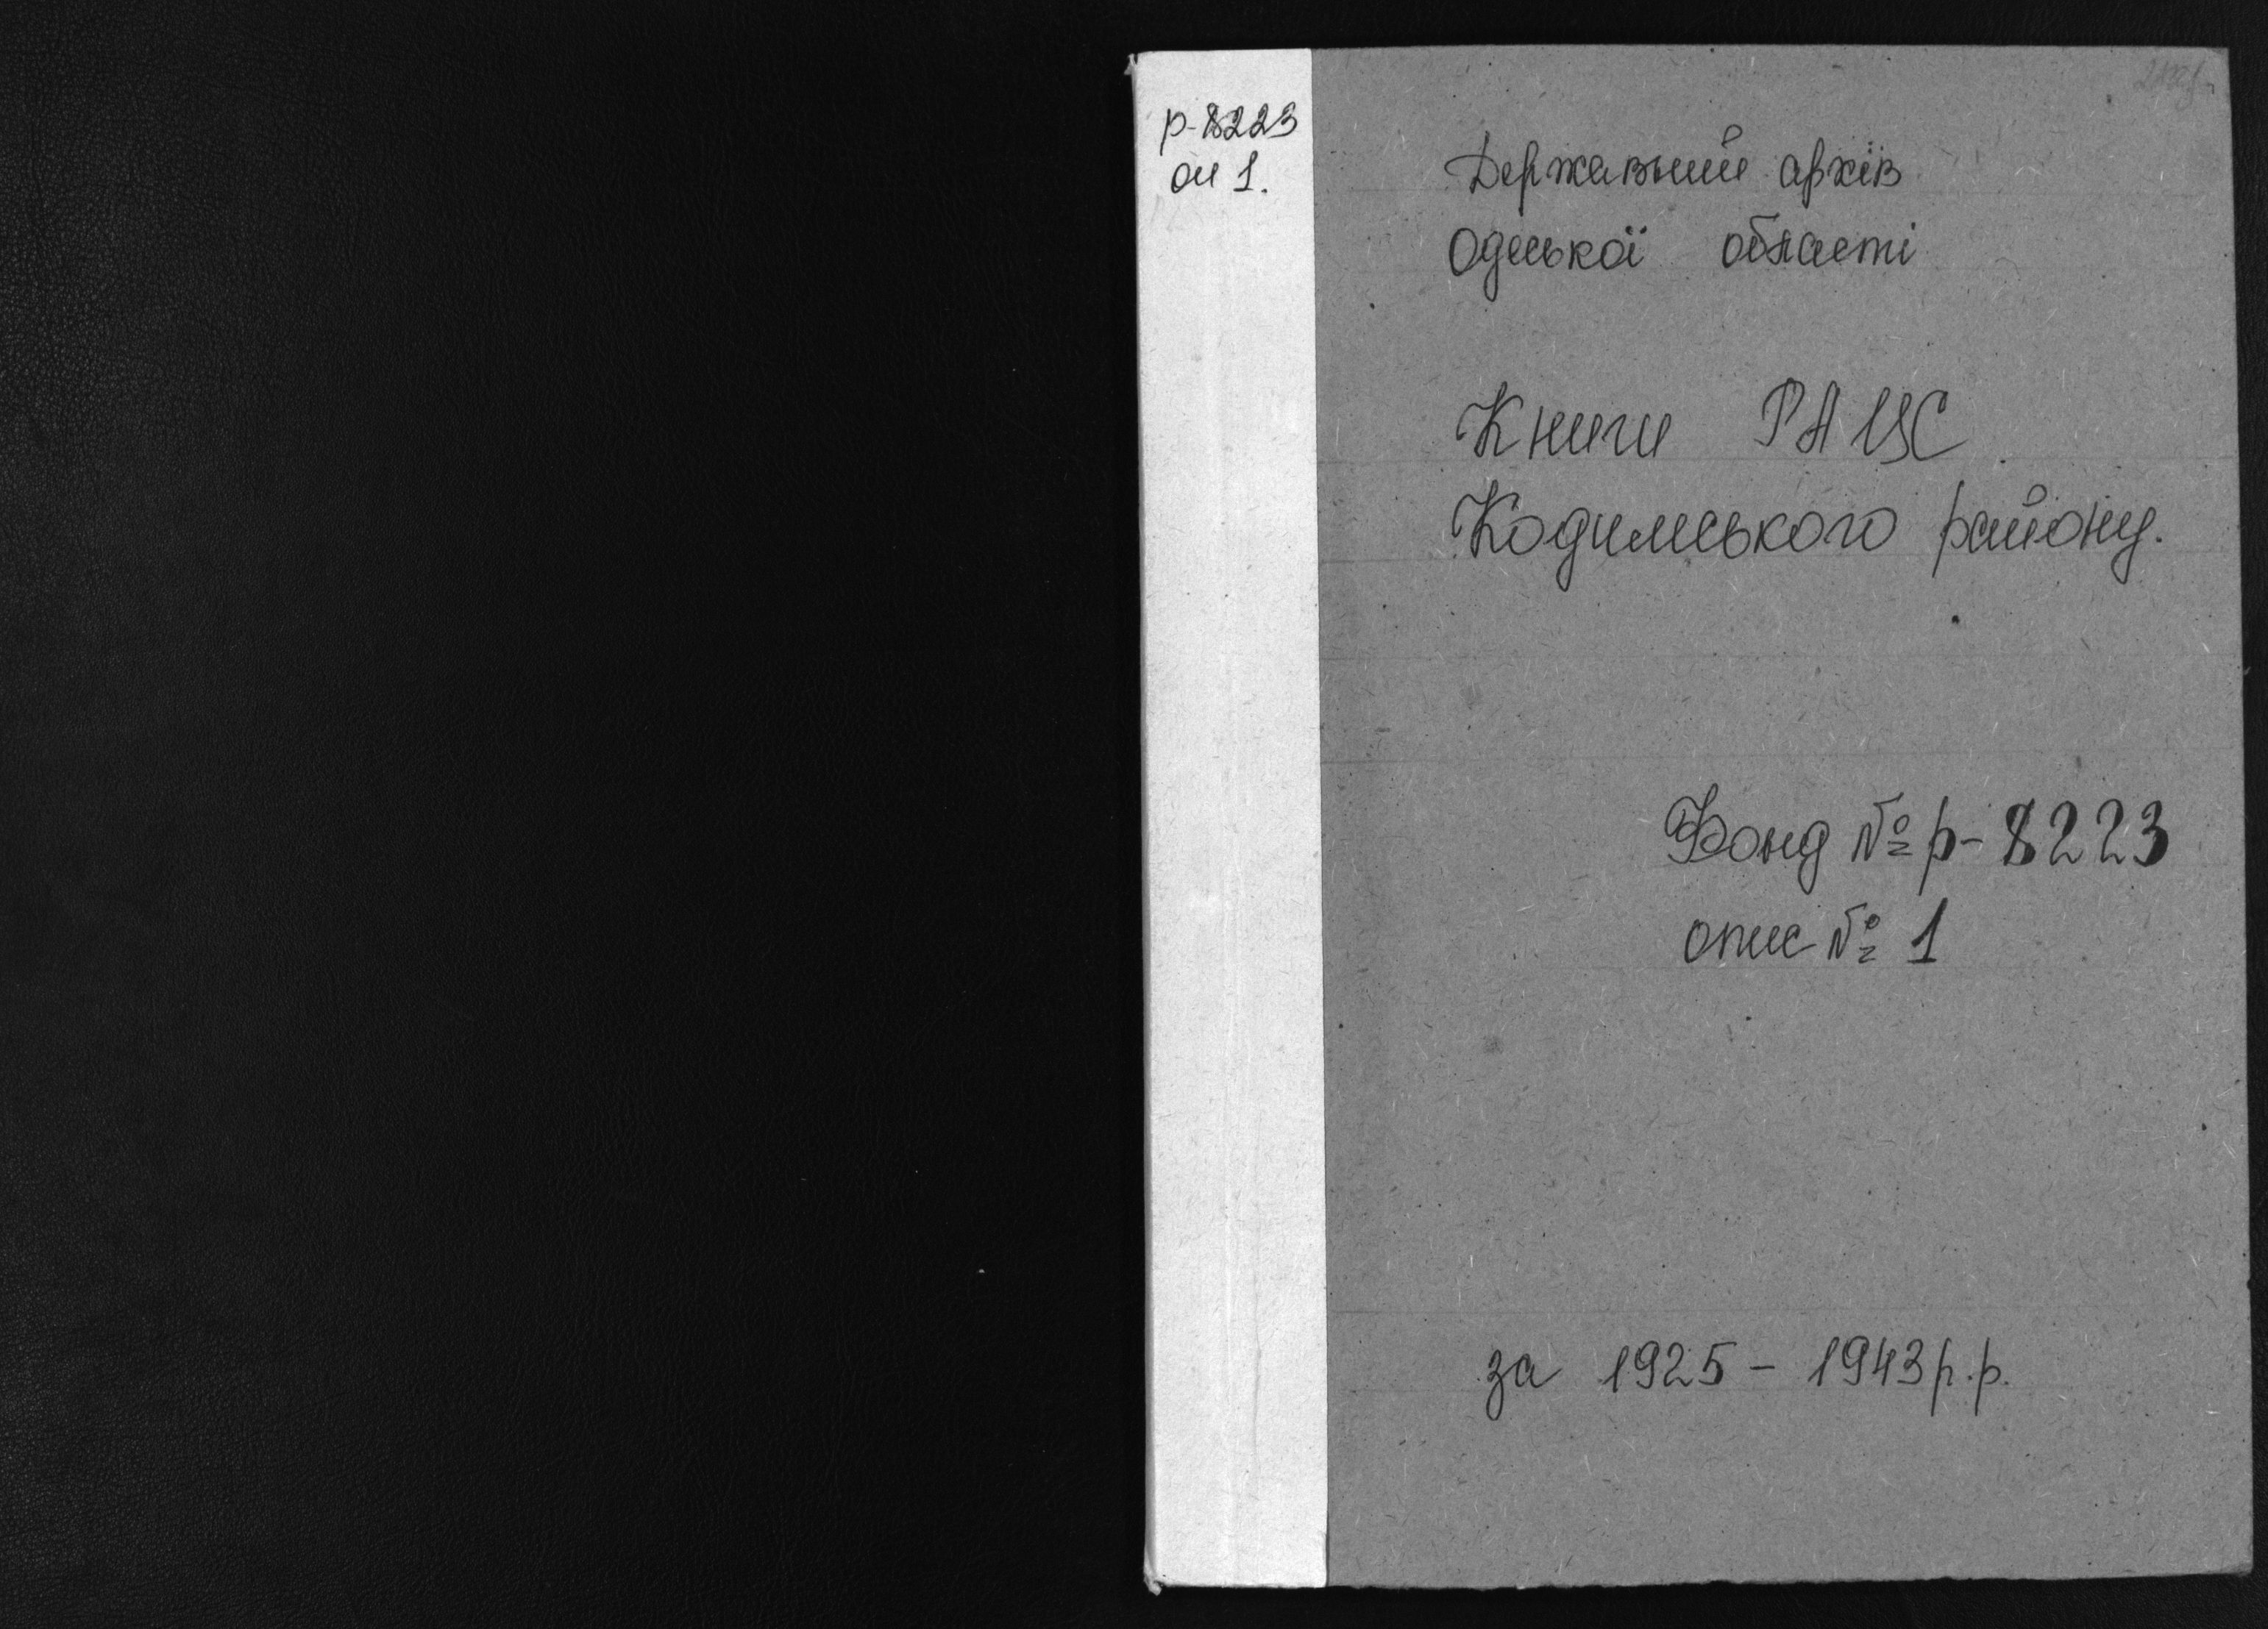 р-8223
оп 1.
Державний архів
Одеської області
Книги РАЦС
Кодимського району.
Фонд № р-8223
опис № 1
за 1925 – 1943 р.р.